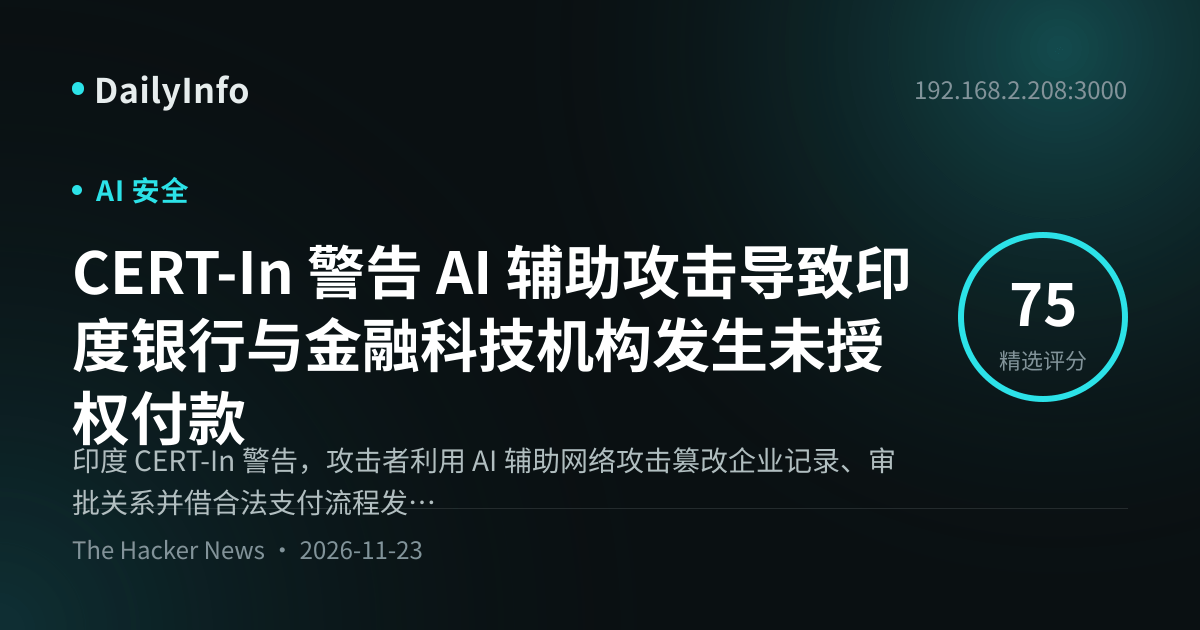 DailyInfo
192.168.2.208:3000
AI 安全
CERT-In 警告 AI 辅助攻击导致印
度银行与金融科技机构发生未授
权付款
75
精选评分
印度 CERT-In 警告，攻击者利用 AI 辅助网络攻击篡改企业记录、审
批关系并借合法支付流程发…
The Hacker News · 2026-11-23